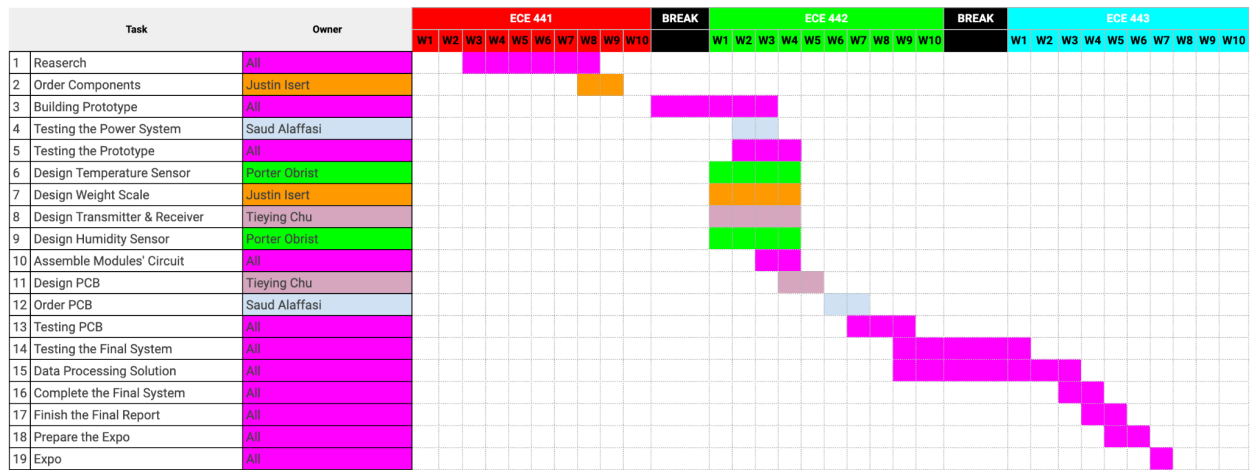 Task Owner ECE 441 BREAK ECE 442 BREAK ECE 443
W1 W2 W3 W4 W5 W6 W7 W8 W9 W10 W1 W2 W3 W4 W5 W6 W7 W8 W9 W10 W1 W2 W3 W4 W5 W6 W7 W8 W9 W10
1 Reaserch All
2 Order Components Justin Isert
3 Building Prototype All
4 Testing the Power System Saud Alaffasi
5 Testing the Prototype All
6 Design Temperature Sensor Porter Obrist
7 Design Weight Scale Justin Isert
8 Design Transmitter & Receiver Tieying Chu
9 Design Humidity Sensor Porter Obrist
10 Assemble Modules' Circuit All
11 Design PCB Tieying Chu
12 Order PCB Saud Alaffasi
13 Testing PCB All
14 Testing the Final System All
15 Data Processing Solution All
16 Complete the Final System All
17 Finish the Final Report All
18 Prepare the Expo All
19 Expo All